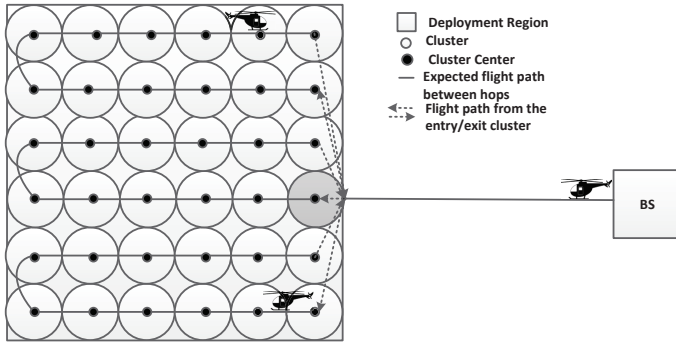 Deployment Region
Cluster
Cluster Center
Expected flight path
between hops
Flight path from the
entry/exit cluster
BS